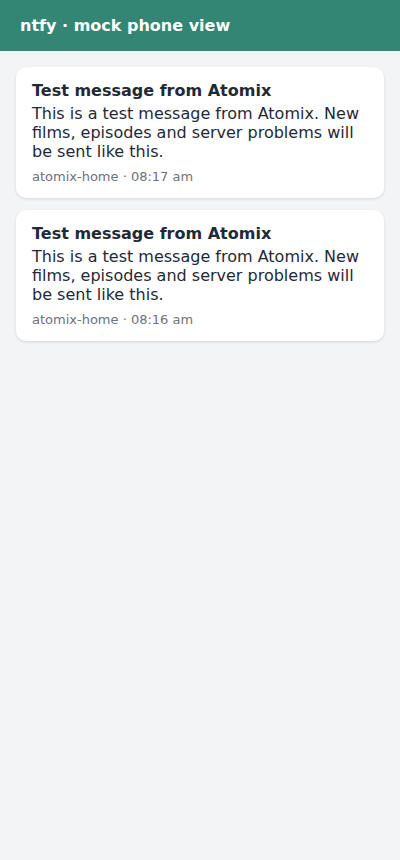 ntfy · mock phone view
Test message from Atomix
This is a test message from Atomix. New
films, episodes and server problems will
be sent like this.
atomix-home · 08:17 am
Test message from Atomix
This is a test message from Atomix. New
films, episodes and server problems will
be sent like this.
atomix-home · 08:16 am